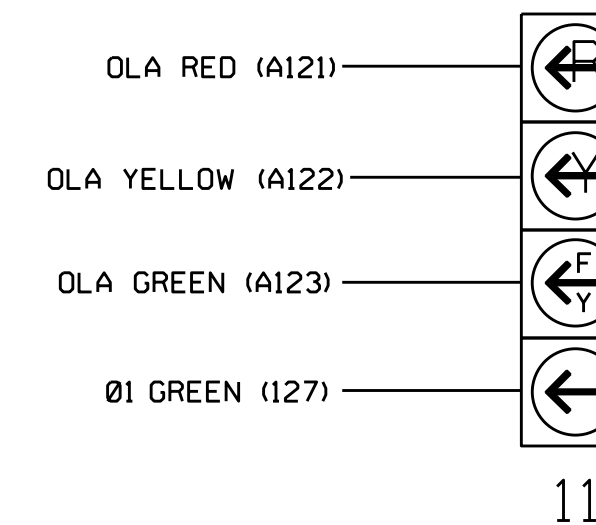 OLA RED (A121)
R
OLA YELLOW (A122)
Y
OLA GREEN (A123)
F
Y
Ø1 GREEN (127)
11